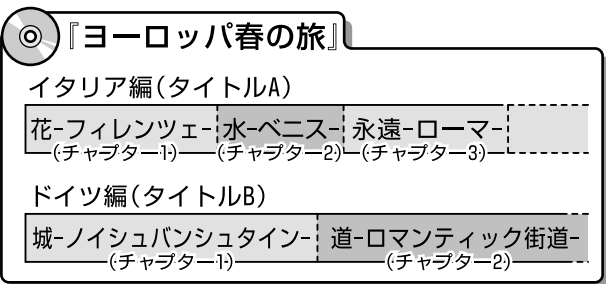 『ヨーロッパ春の旅』
イタリア編(タイトルA)
花-フィレンツェ- 水-ベニス- 永遠-ローマ-
(チャプター1) (チャプター2) (チャプター3)
ドイツ編(タイトルB)
城-ノイシュバンシュタイン- 道-ロマンティック街道-
(チャプター1) (チャプター2)